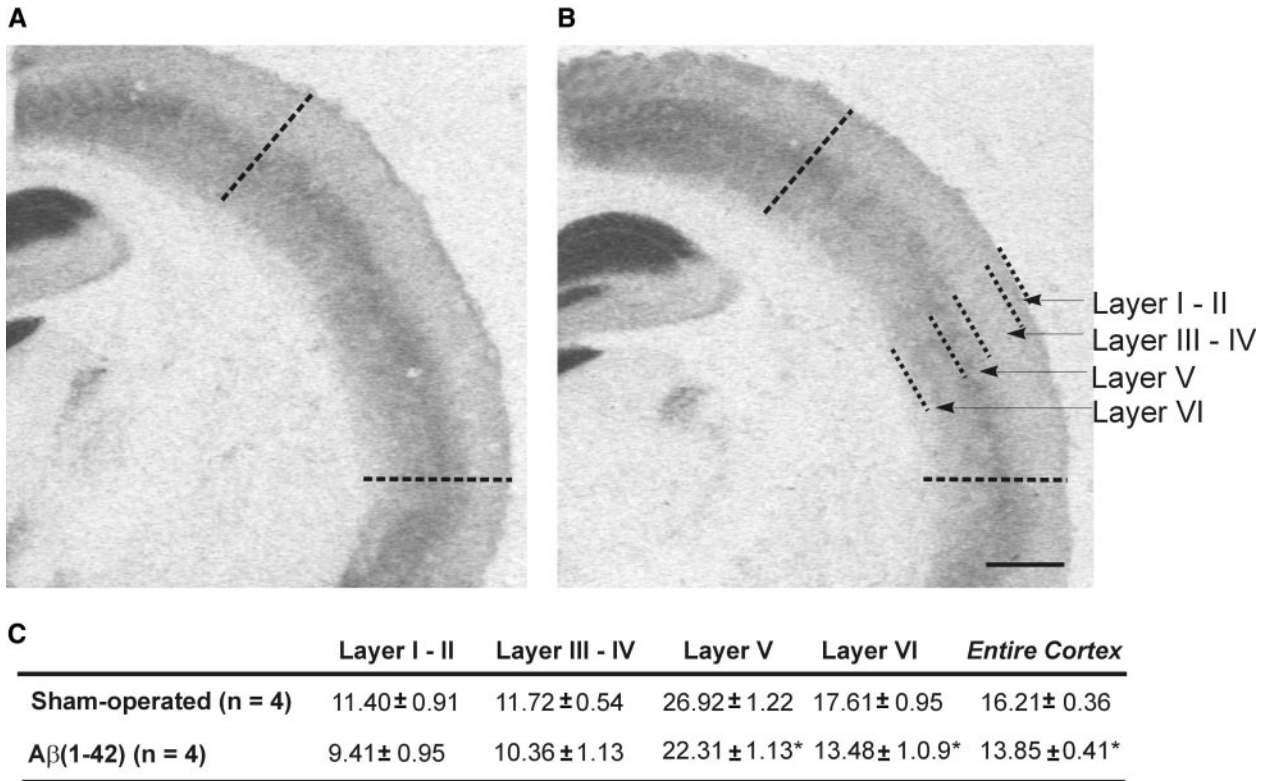 A
B
Layer I - II
Layer III - IV
Layer V
Layer VI
C
Layer I - II Layer III - IV Layer V Layer VI Entire Cortex
Sham-operated (n = 4) 11.40 ± 0.91 11.72 ± 0.54 26.92 ± 1.22 17.61 ± 0.95 16.21 ± 0.36
Aβ(1-42) (n = 4) 9.41 ± 0.95 10.36 ± 1.13 22.31 ± 1.13* 13.48 ± 1.0.9* 13.85 ± 0.41*